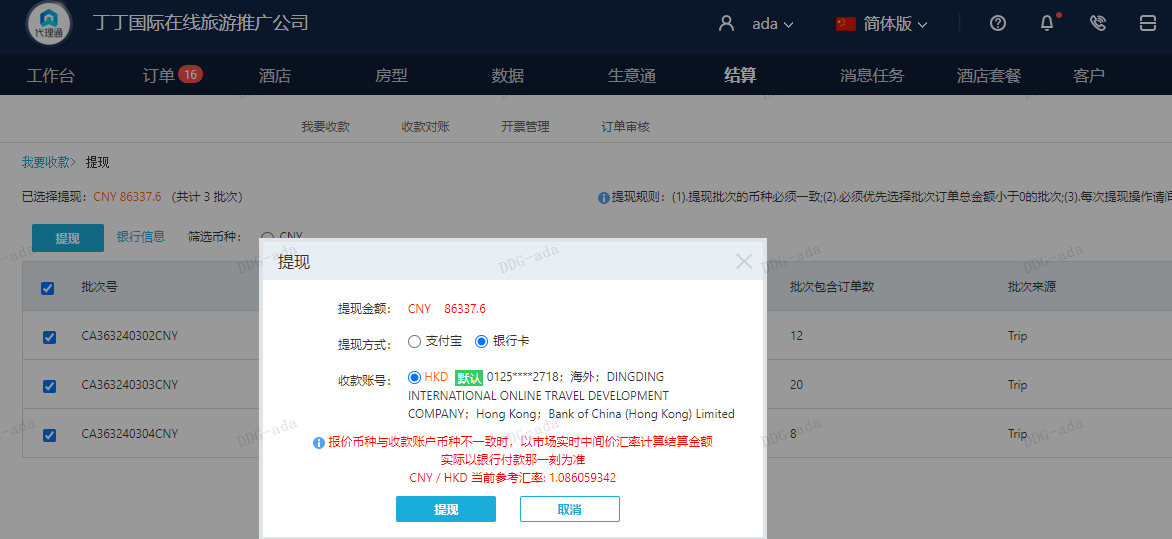 代理通
丁丁国际在线旅游推广公司
ada
简体版
工作台
订单 16
酒店
房型
数据
生意通
结算
消息任务
酒店套餐
客户
我要收款
收款对账
开票管理
订单审核
我要收款> 提现
已选择提现: CNY 86337.6 (共计 3 批次)
提现规则: (1).提现批次的币种必须一致;(2).必须优先选择批次订单总金额小于0的批次;(3).每次提现操作请间
提现
银行信息
筛选币种:
CNY
批次号
批次包含订单数
批次来源
CA363240302CNY
12
Trip
CA363240303CNY
20
Trip
CA363240304CNY
8
Trip
提现
提现金额: CNY 86337.6
提现方式: 支付宝 银行卡
收款账号: HKD 默认 0125****2718; 海外; DINGDING
INTERNATIONAL ONLINE TRAVEL DEVELOPMENT
COMPANY; Hong Kong; Bank of China (Hong Kong) Limited
报价币种与收款账户币种不一致时, 以市场实时中间价汇率计算结算金额
实际以银行付款那一刻为准
CNY / HKD 当前参考汇率: 1.086059342
提现
取消
DDG-ada
DDG-ada
DDG-ada
DDG-ada
DDG-ada
DDG-ada